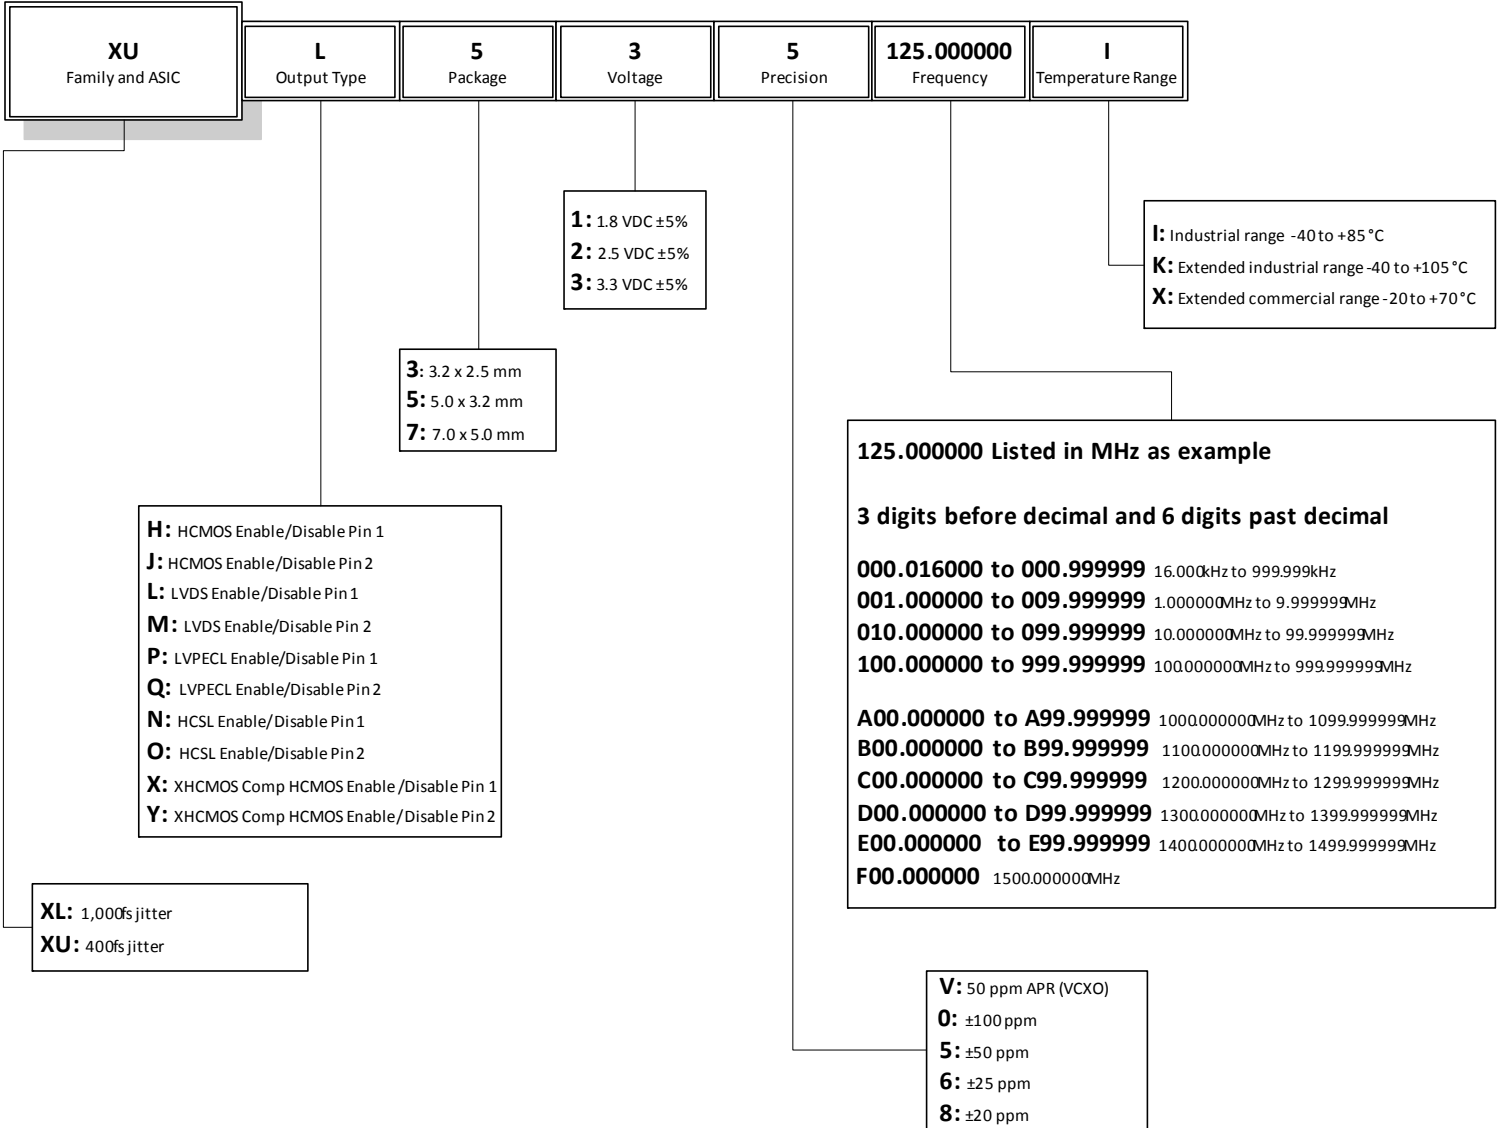 XU
Family and ASIC
L
Output Type
5
Package
3
Voltage
5
Precision
125.000000
Frequency
I
Temperature Range
1: 1.8 VDC ±5%
2: 2.5 VDC ±5%
3: 3.3 VDC ±5%
I: Industrial range -40 to +85°C
K: Extended industrial range -40 to +105°C
X: Extended commercial range -20 to +70°C
3: 3.2 x 2.5 mm
5: 5.0 x 3.2 mm
7: 7.0 x 5.0 mm
125.000000 Listed in MHz as example
3 digits before decimal and 6 digits past decimal
000.016000 to 000.999999 16.000kHz to 999.999kHz
001.000000 to 009.999999 1.000000MHz to 9.999999MHz
010.000000 to 099.999999 10.000000MHz to 99.999999MHz
100.000000 to 999.999999 100.000000MHz to 999.999999MHz
A00.000000 to A99.999999 1000.000000MHz to 1099.999999MHz
B00.000000 to B99.999999 1100.000000MHz to 1199.999999MHz
C00.000000 to C99.999999 1200.000000MHz to 1299.999999MHz
D00.000000 to D99.999999 1300.000000MHz to 1399.999999MHz
E00.000000 to E99.999999 1400.000000MHz to 1499.999999MHz
F00.000000 1500.000000MHz
H: HCMOS Enable/Disable Pin 1
J: HCMOS Enable/Disable Pin 2
L: LVDS Enable/Disable Pin 1
M: LVDS Enable/Disable Pin 2
P: LVPECL Enable/Disable Pin 1
Q: LVPECL Enable/Disable Pin 2
N: HCSL Enable/Disable Pin 1
O: HCSL Enable/Disable Pin 2
X: XHCMOS Comp HCMOS Enable /Disable Pin 1
Y: XHCMOS Comp HCMOS Enable/Disable Pin 2
XL: 1,000fs jitter
XU: 400fs jitter
V: 50 ppm APR (VCXO)
0: ±100 ppm
5: ±50 ppm
6: ±25 ppm
8: ±20 ppm